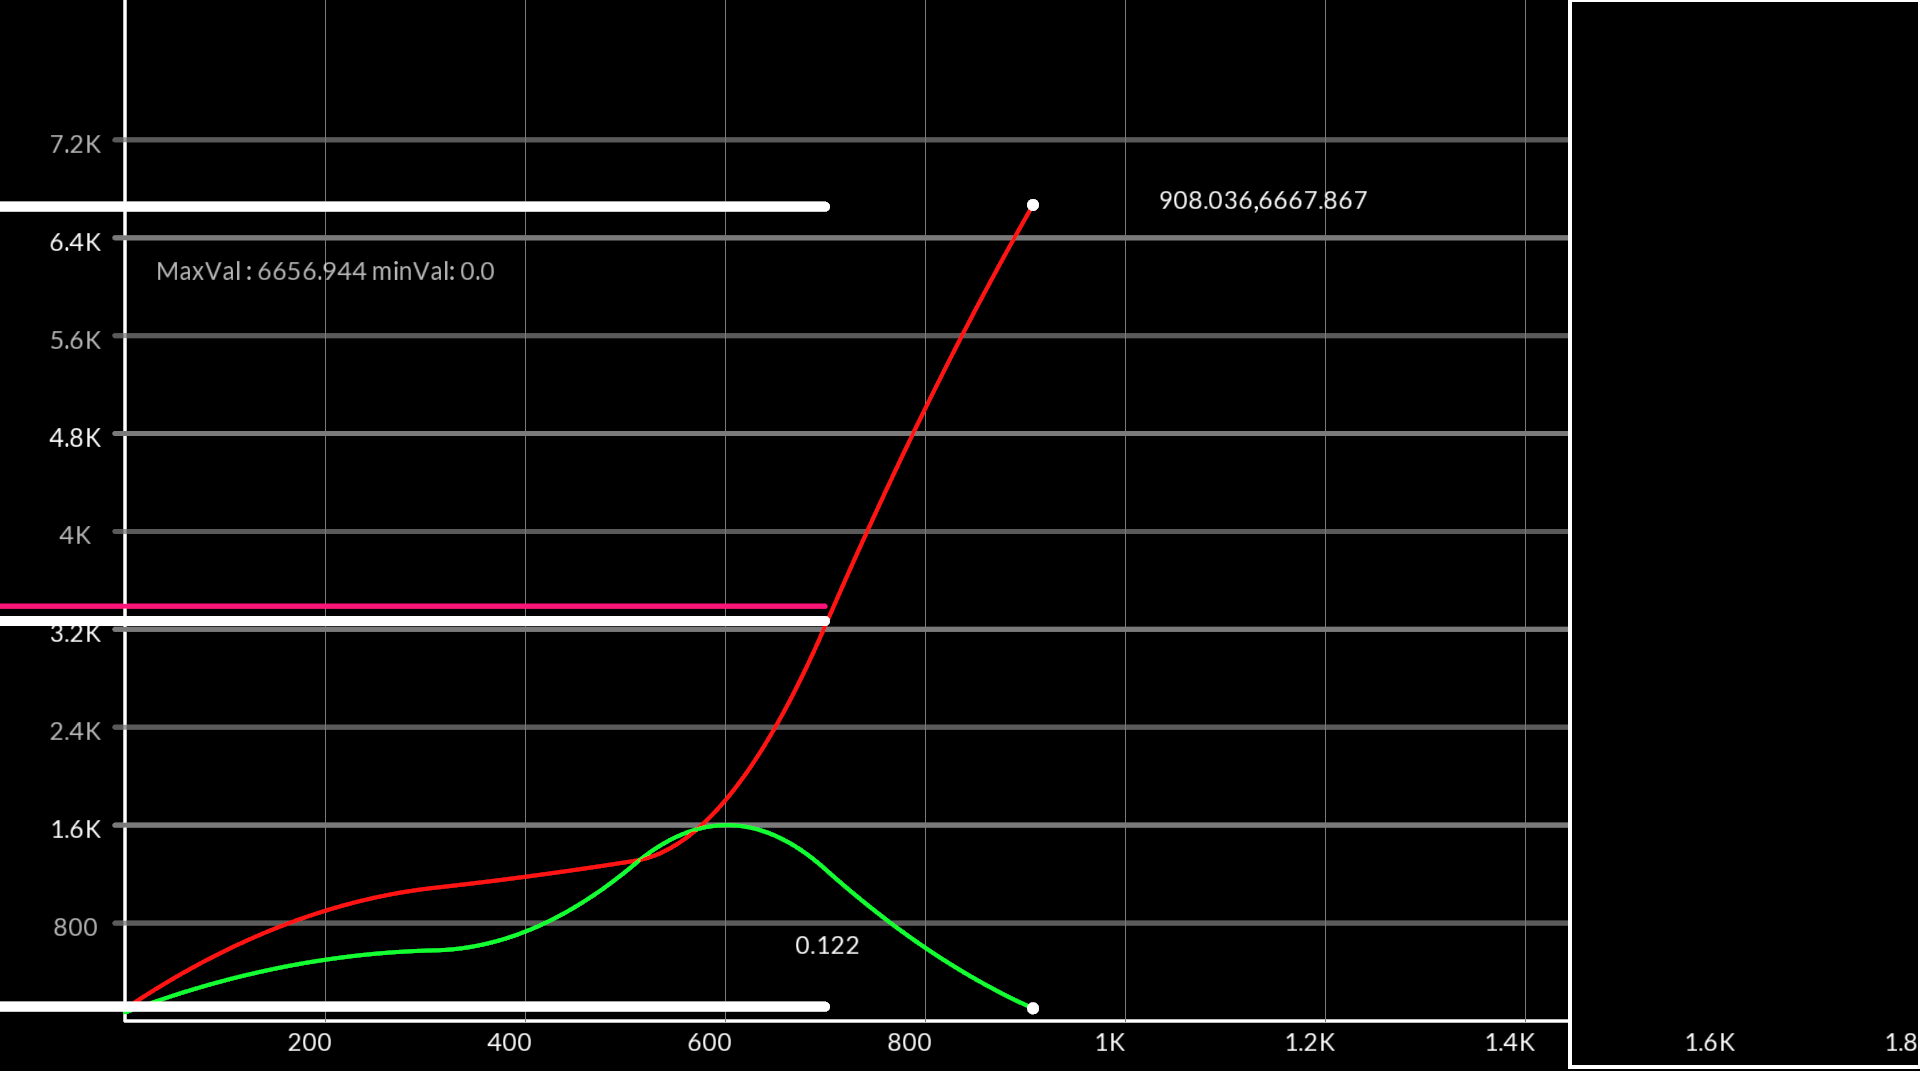 7.2K
908.036,6667.867
6.4K
MaxVal : 6656.944 minVal: 0.0
5.6K
4.8K
4K
3.2K
2.4K
1.6K
800
0.122
200 400 600 800 1K 1.2K 1.4K 1.6K 1.8